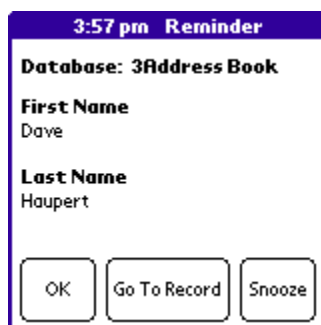 3:57 pm Reminder
Database: 3Address Book
First Name
Dave
Last Name
Haupert
OK Go To Record Snooze